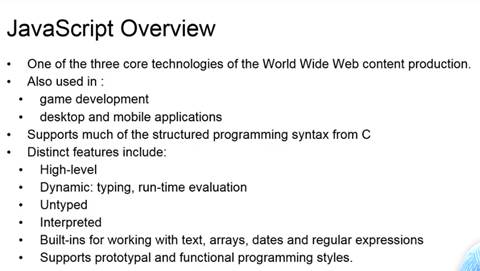 JavaScript Overview
• One of the three core technologies of the World Wide Web content production.
• Also used in :
• game development
• desktop and mobile applications
• Supports much of the structured programming syntax from C
• Distinct features include:
• High-level
• Dynamic: typing, run-time evaluation
• Untyped
• Interpreted
• Built-ins for working with text, arrays, dates and regular expressions
• Supports prototypal and functional programming styles.